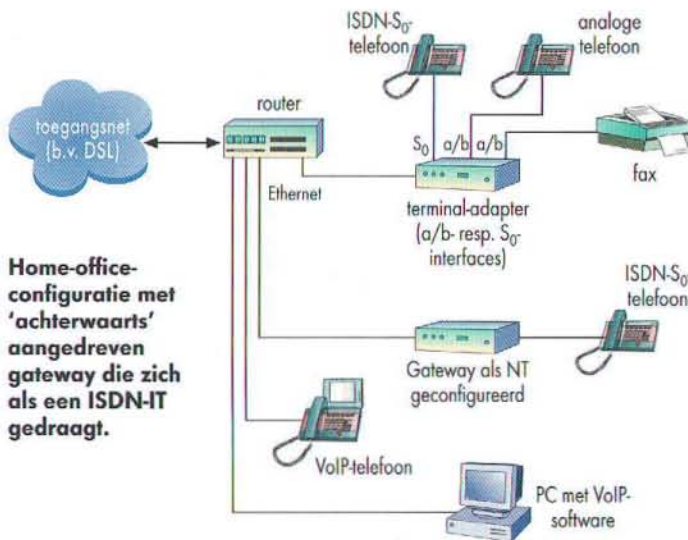 ISDN-S₀-
telefoon
analoge
telefoon
router
toegangsnet
(b.v. DSL)
S₀
a/b
a/b
Ethernet
fax
terminal-adapter
(a/b- resp. S₀-
interfaces)
Home-office-
configuratie met
'achterwaarts'
aangedreven
gateway die zich
als een ISDN-IT
gedraagt.
ISDN-S₀
telefoon
Gateway als NT
geconfigureerd
VoIP-telefoon
PC met VoIP-
software